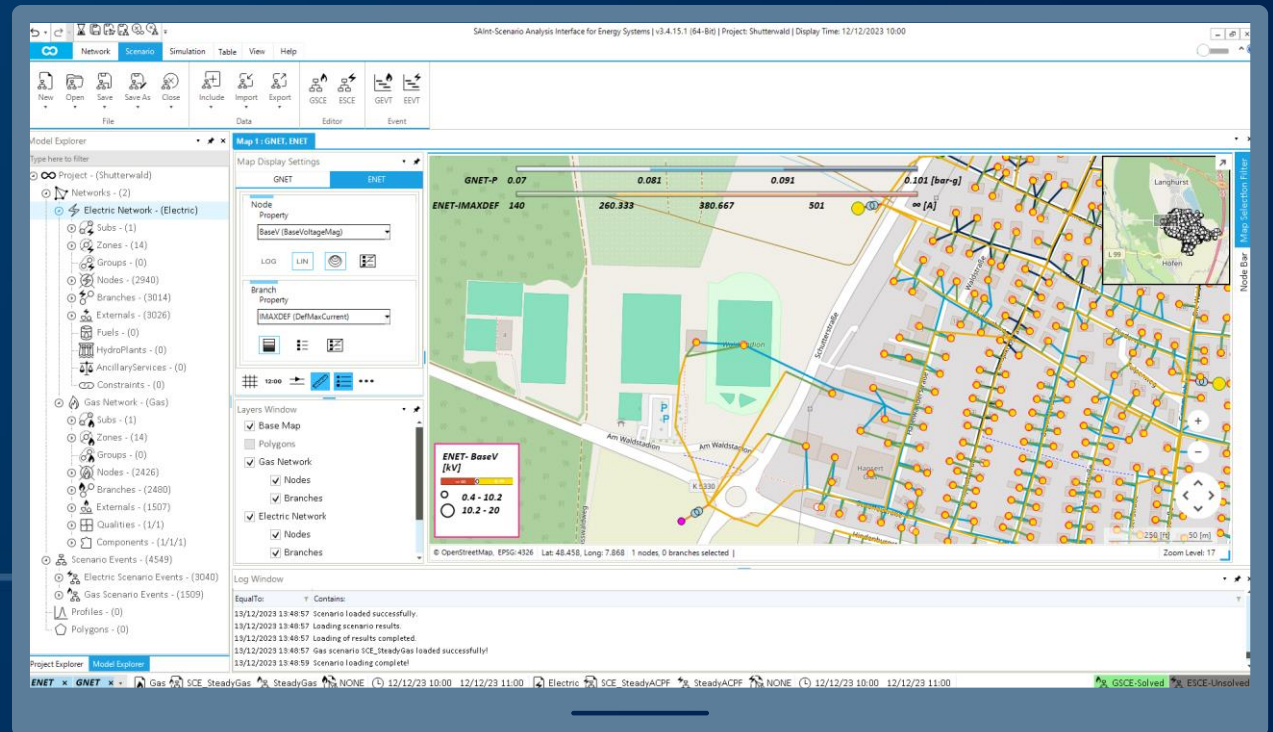 SAInt-Scenario Analysis Interface for Energy Systems | v3.4.15.1 (64-Bit) | Project: Shutterwald | Display Time: 12/12/2023 10:00
Network Scenario Simulation Table View Help
New Open Save Save As Close Include Import Export GSCE ESCE GEVT EEVT
File Data Editor Event
Model Explorer
Type here to filter
Project - (Shutterwald)
Networks - (2)
Electric Network - (Electric)
Subs - (1)
Zones - (14)
Groups - (0)
Nodes - (2940)
Branches - (3014)
Externals - (3026)
Fuels - (0)
HydroPlants - (0)
AncillaryServices - (0)
Constraints - (0)
Gas Network - (Gas)
Subs - (1)
Zones - (14)
Groups - (0)
Nodes - (2426)
Branches - (2480)
Externals - (1507)
Qualities - (1/1)
Components - (1/1/1)
Scenario Events - (4549)
Electric Scenario Events - (3040)
Gas Scenario Events - (1509)
Profiles - (0)
Polygons - (0)
Project Explorer Model Explorer
Map 1 : GNET, ENET
Map Display Settings
GNET ENET
Node
Property
BaseV (BaseVoltageMag)
LOG LIN
Branch
Property
IMAXDEF (DefMaxCurrent)
12:00
Layers Window
Base Map
Polygons
Gas Network
Nodes
Branches
Electric Network
Nodes
Branches
GNET-P 0.07 0.081 0.091 0.101 [bar-g]
ENET-IMAXDEF 140 260.333 380.667 501 ∞ [A]
Langhurst
L 99
Höfen
Map Selection Filter
Node Bar
Waldstraße
Schutterstraße
Waldstadion
P
P
Am Waldstadion
Am Waldstadion
K 5330
ENET- BaseV
[kV]
0.4 - 10.2
10.2 - 20
250 [ft] 50 [m]
© OpenStreetMap, EPSG: 4326 Lat: 48.458, Long: 7.868 1 nodes, 0 branches selected |
Zoom Level: 17
Log Window
EqualTo: Contains:
13/12/2023 13:48:57 Scenario loaded successfully.
13/12/2023 13:48:57 Loading scenario results.
13/12/2023 13:48:57 Loading of results completed.
13/12/2023 13:48:57 Gas scenario SCE_SteadyGas loaded successfully!
13/12/2023 13:48:59 Scenario loading complete!
ENET × GNET × Gas SCE_SteadyGas SteadyGas NONE 12/12/23 10:00 12/12/23 11:00 Electric SCE_SteadyACPF SteadyACPF NONE 12/12/23 10:00 12/12/23 11:00 GSCE-Solved ESCE-Unsolved